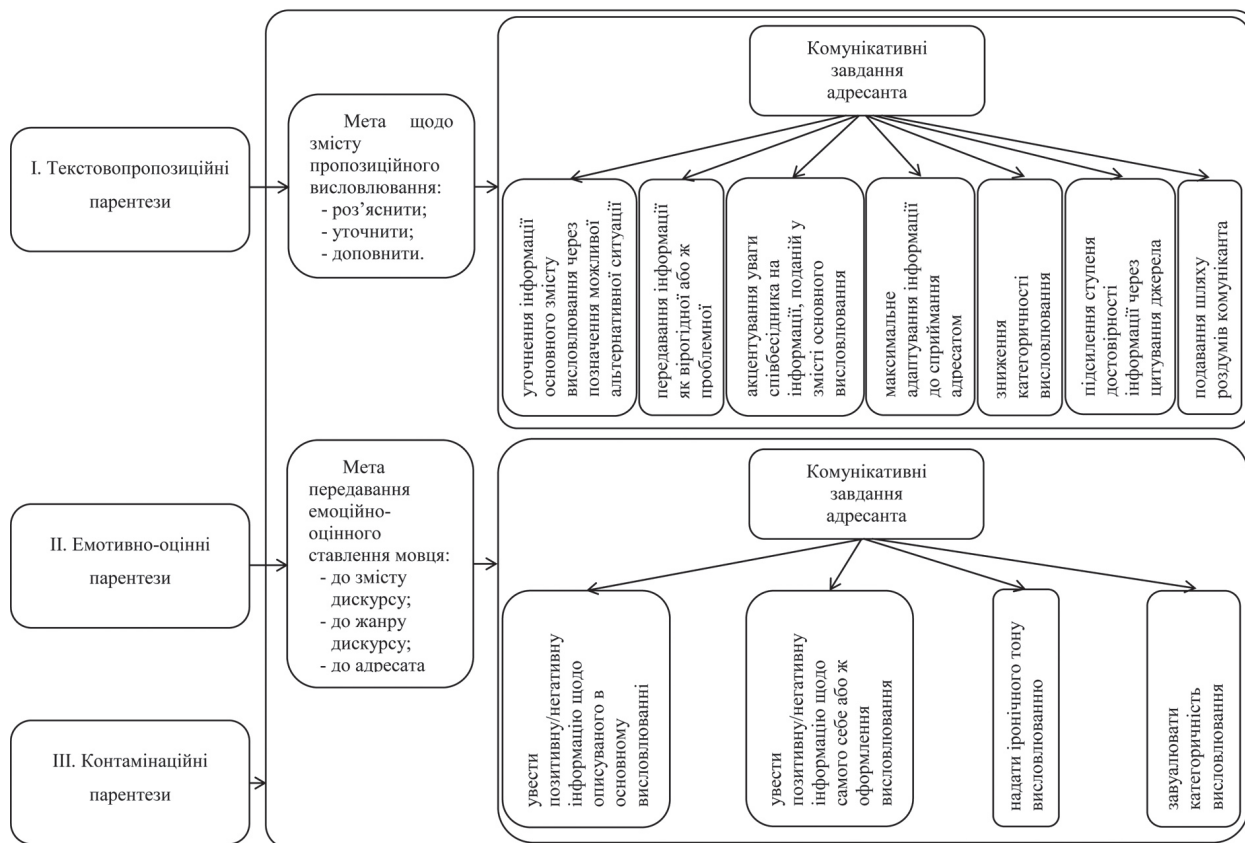 Комунікативні
завдання
адресанта
І. Текстовопропозиційні
парентези
Мета щодо
змісту
пропозиційного
висловлювання:
- роз’яснити;
- уточнити;
- доповнити.
уточнення інформації
основного змісту
висловлювання через
позначення можливої
альтернативної ситуації
передавання інформації
як вірогідної або ж
проблемної
акцентування уваги
співбесідника на
інформації, поданій у
змісті основного
висловлювання
максимальне
адаптування інформації
до сприймання
адресатом
зниження
категоричності
висловлювання
підсилення ступеня
достовірності
інформації через
цитування джерела
подавання шляху
роздумів комуніканта
ІІ. Емотивно-оцінні
парентези
Мета
передавання
емоційно-
оцінного
ставлення мовця:
- до змісту
дискурсу;
- до жанру
дискурсу;
- до адресата
Комунікативні
завдання
адресанта
увести
позитивну/негативну
інформацію щодо
описуваного в
основному
висловлюванні
увести
позитивну/негативну
інформацію щодо
самого себе або ж
оформлення
висловлювання
надати іронічного тону
висловлюванню
завуалювати
категоричність
висловлювання
ІІІ. Контамінаційні
парентези